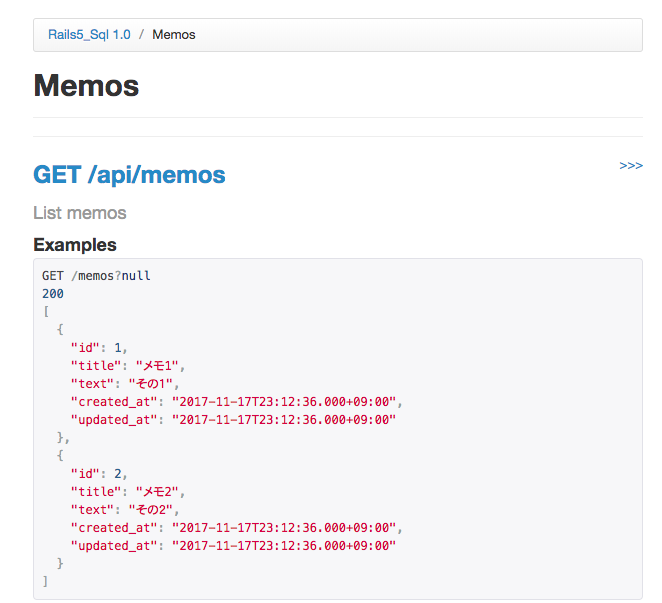 Rails5_Sql 1.0 / Memos
Memos
GET /api/memos >>>
List memos
Examples
GET /memos?null
200
[
  {
    "id": 1,
    "title": "メモ1",
    "text": "その1",
    "created_at": "2017-11-17T23:12:36.000+09:00",
    "updated_at": "2017-11-17T23:12:36.000+09:00"
  },
  {
    "id": 2,
    "title": "メモ2",
    "text": "その2",
    "created_at": "2017-11-17T23:12:36.000+09:00",
    "updated_at": "2017-11-17T23:12:36.000+09:00"
  }
]